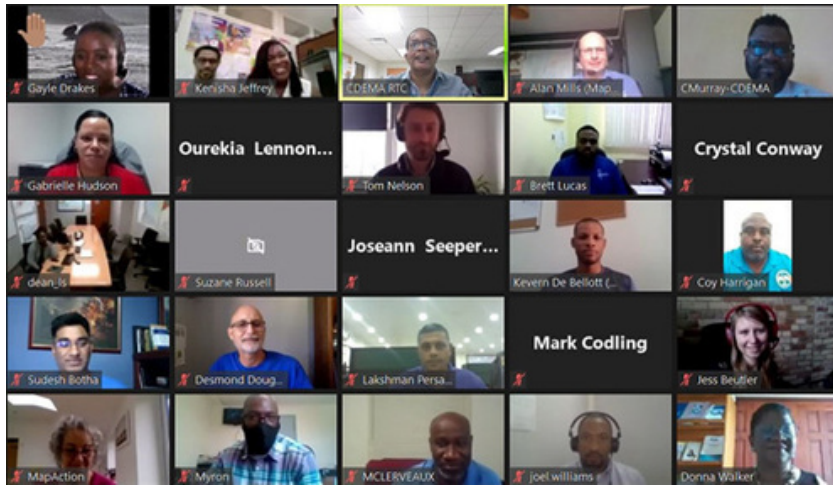 Gayle Drakes
Kenisha Jeffrey
CDEMA RTC
Alan Mills (Map...
CMurray-CDEMA
Gabrielle Hudson
Ourekia Lennon...
Tom Nelson
Brett Lucas
Crystal Conway
dean_ls
Suzane Russell
Joseann Seeper...
Kevern De Bellott (...
Coy Harrigan
Sudesh Botha
Desmond Doug...
Lakshman Persa...
Mark Codling
Jess Beutler
MapAction
Myron
MCLERVEAUX
joel.williams
Donna Walker